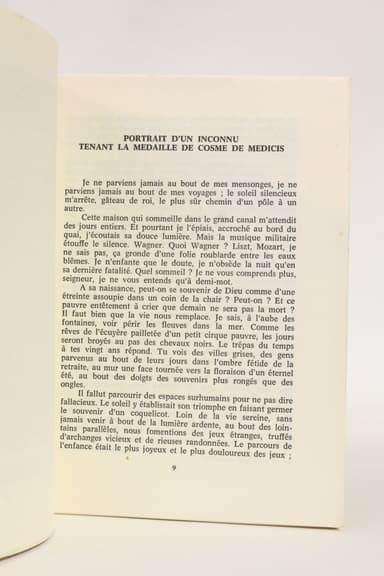 PORTRAIT D'UN INCONNU
TENANT LA MEDAILLE DE COSME DE MEDICIS
Je ne parviens jamais au bout de mes mensonges, je ne
parviens jamais au bout de mes voyages ; le soleil silencieux
m'arrête, gâteau de roi, le plus sûr chemin d'un pôle à un
autre.
Cette maison qui sommeille dans le grand canal m'attendit
des jours entiers. Et pourtant je l'épiais, accroché au bord du
quai, j'écoutais sa douce lumière. Mais la musique militaire
étouffe le silence. Wagner. Quoi Wagner ? Liszt, Mozart, je
ne sais pas, ça gronde d'une folie roublarde entre les eaux
blêmes. Je n'enfante que le doute, je n'obsède la nuit qu'en
sa dernière fatalité. Quel sommeil ? Je ne vous comprends plus,
seigneur, je ne vous entends qu'à demi-mot.
A sa naissance, peut-on se souvenir de Dieu comme d'une
étreinte assoupie dans un coin de la chair ? Peut-on ? Et ce
pauvre entêtement à crier que demain ne sera pas la mort ?
Il faut bien que la vie nous remplace. Je sais, à l'aube des
fontaines, voir périr les fleuves dans la mer. Comme les
rêves de l'écuyère pailletée d'un petit cirque pauvre, les jours
seront broyés au pas des chevaux noirs. Le trépas du temps
à tes vingt ans répond. Tu vois des villes grises, des gens
parvenus au bout de leurs jours dans l'ombre fétide de la
retraite, au mur une face tournée vers la floraison d'un éternel
été, au bout des doigts des souvenirs plus rongés que des
ongles.
Il fallut parcourir des espaces surhumains pour ne pas dire
fallacieux. Le soleil y établissait son triomphe en faisant germer
le souvenir d'un coquelicot. Loin de la vie sereine, sans
jamais venir à bout de la lumière ardente, au bout des loin-
tains parallèles, nous fomentions des jeux étranges, truffés
d'archanges vicieux et de rieuses randonnées. Le parcours de
l'enfance était le plus joyeux et le plus douloureux des jeux ;
9